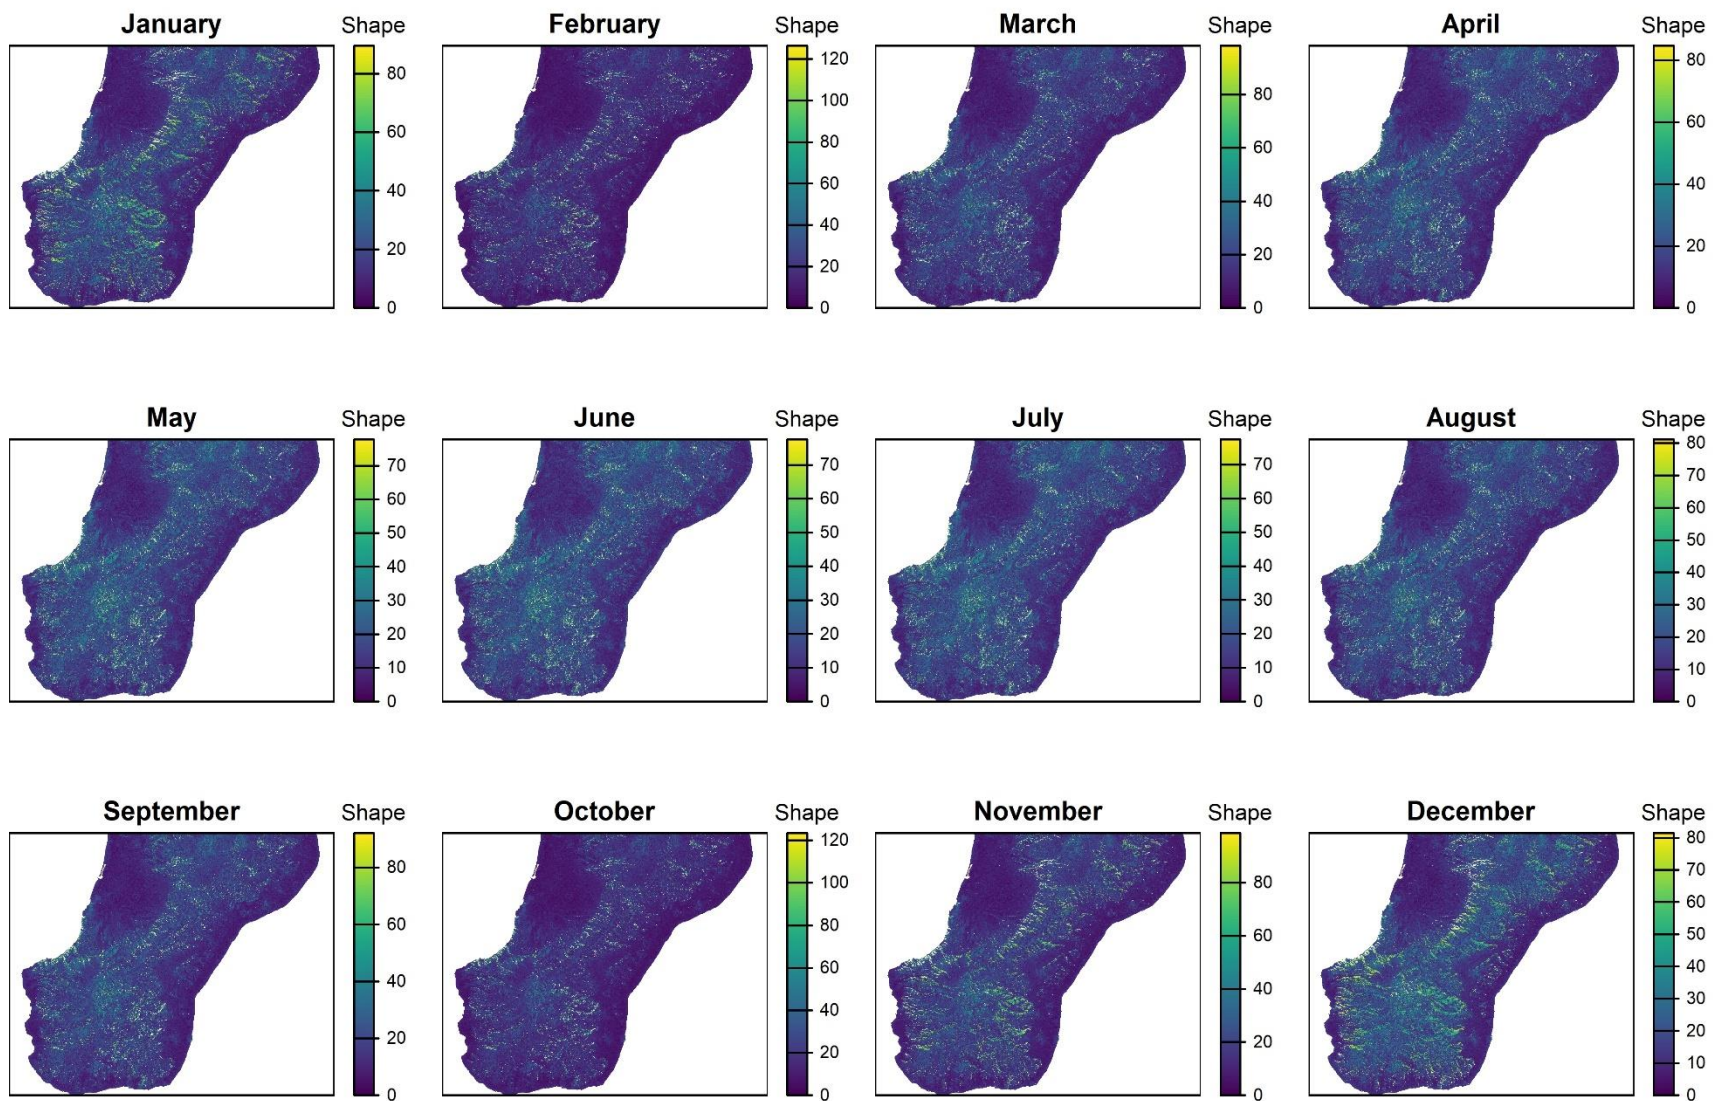 January Shape February Shape March Shape April Shape
80 120 80 80
60 100 60 60
40 80 40 40
20 60 20 20
0 40 0 0
20
0
May Shape June Shape July Shape August Shape
70 70 70 80
60 60 60 70
50 50 50 60
40 40 40 50
30 30 30 40
20 20 20 30
10 10 10 20
0 0 0 10
0
September Shape October Shape November Shape December Shape
80 120 80 80
60 100 60 70
40 80 40 60
20 60 20 50
0 40 0 40
20 30
0 20
10
0